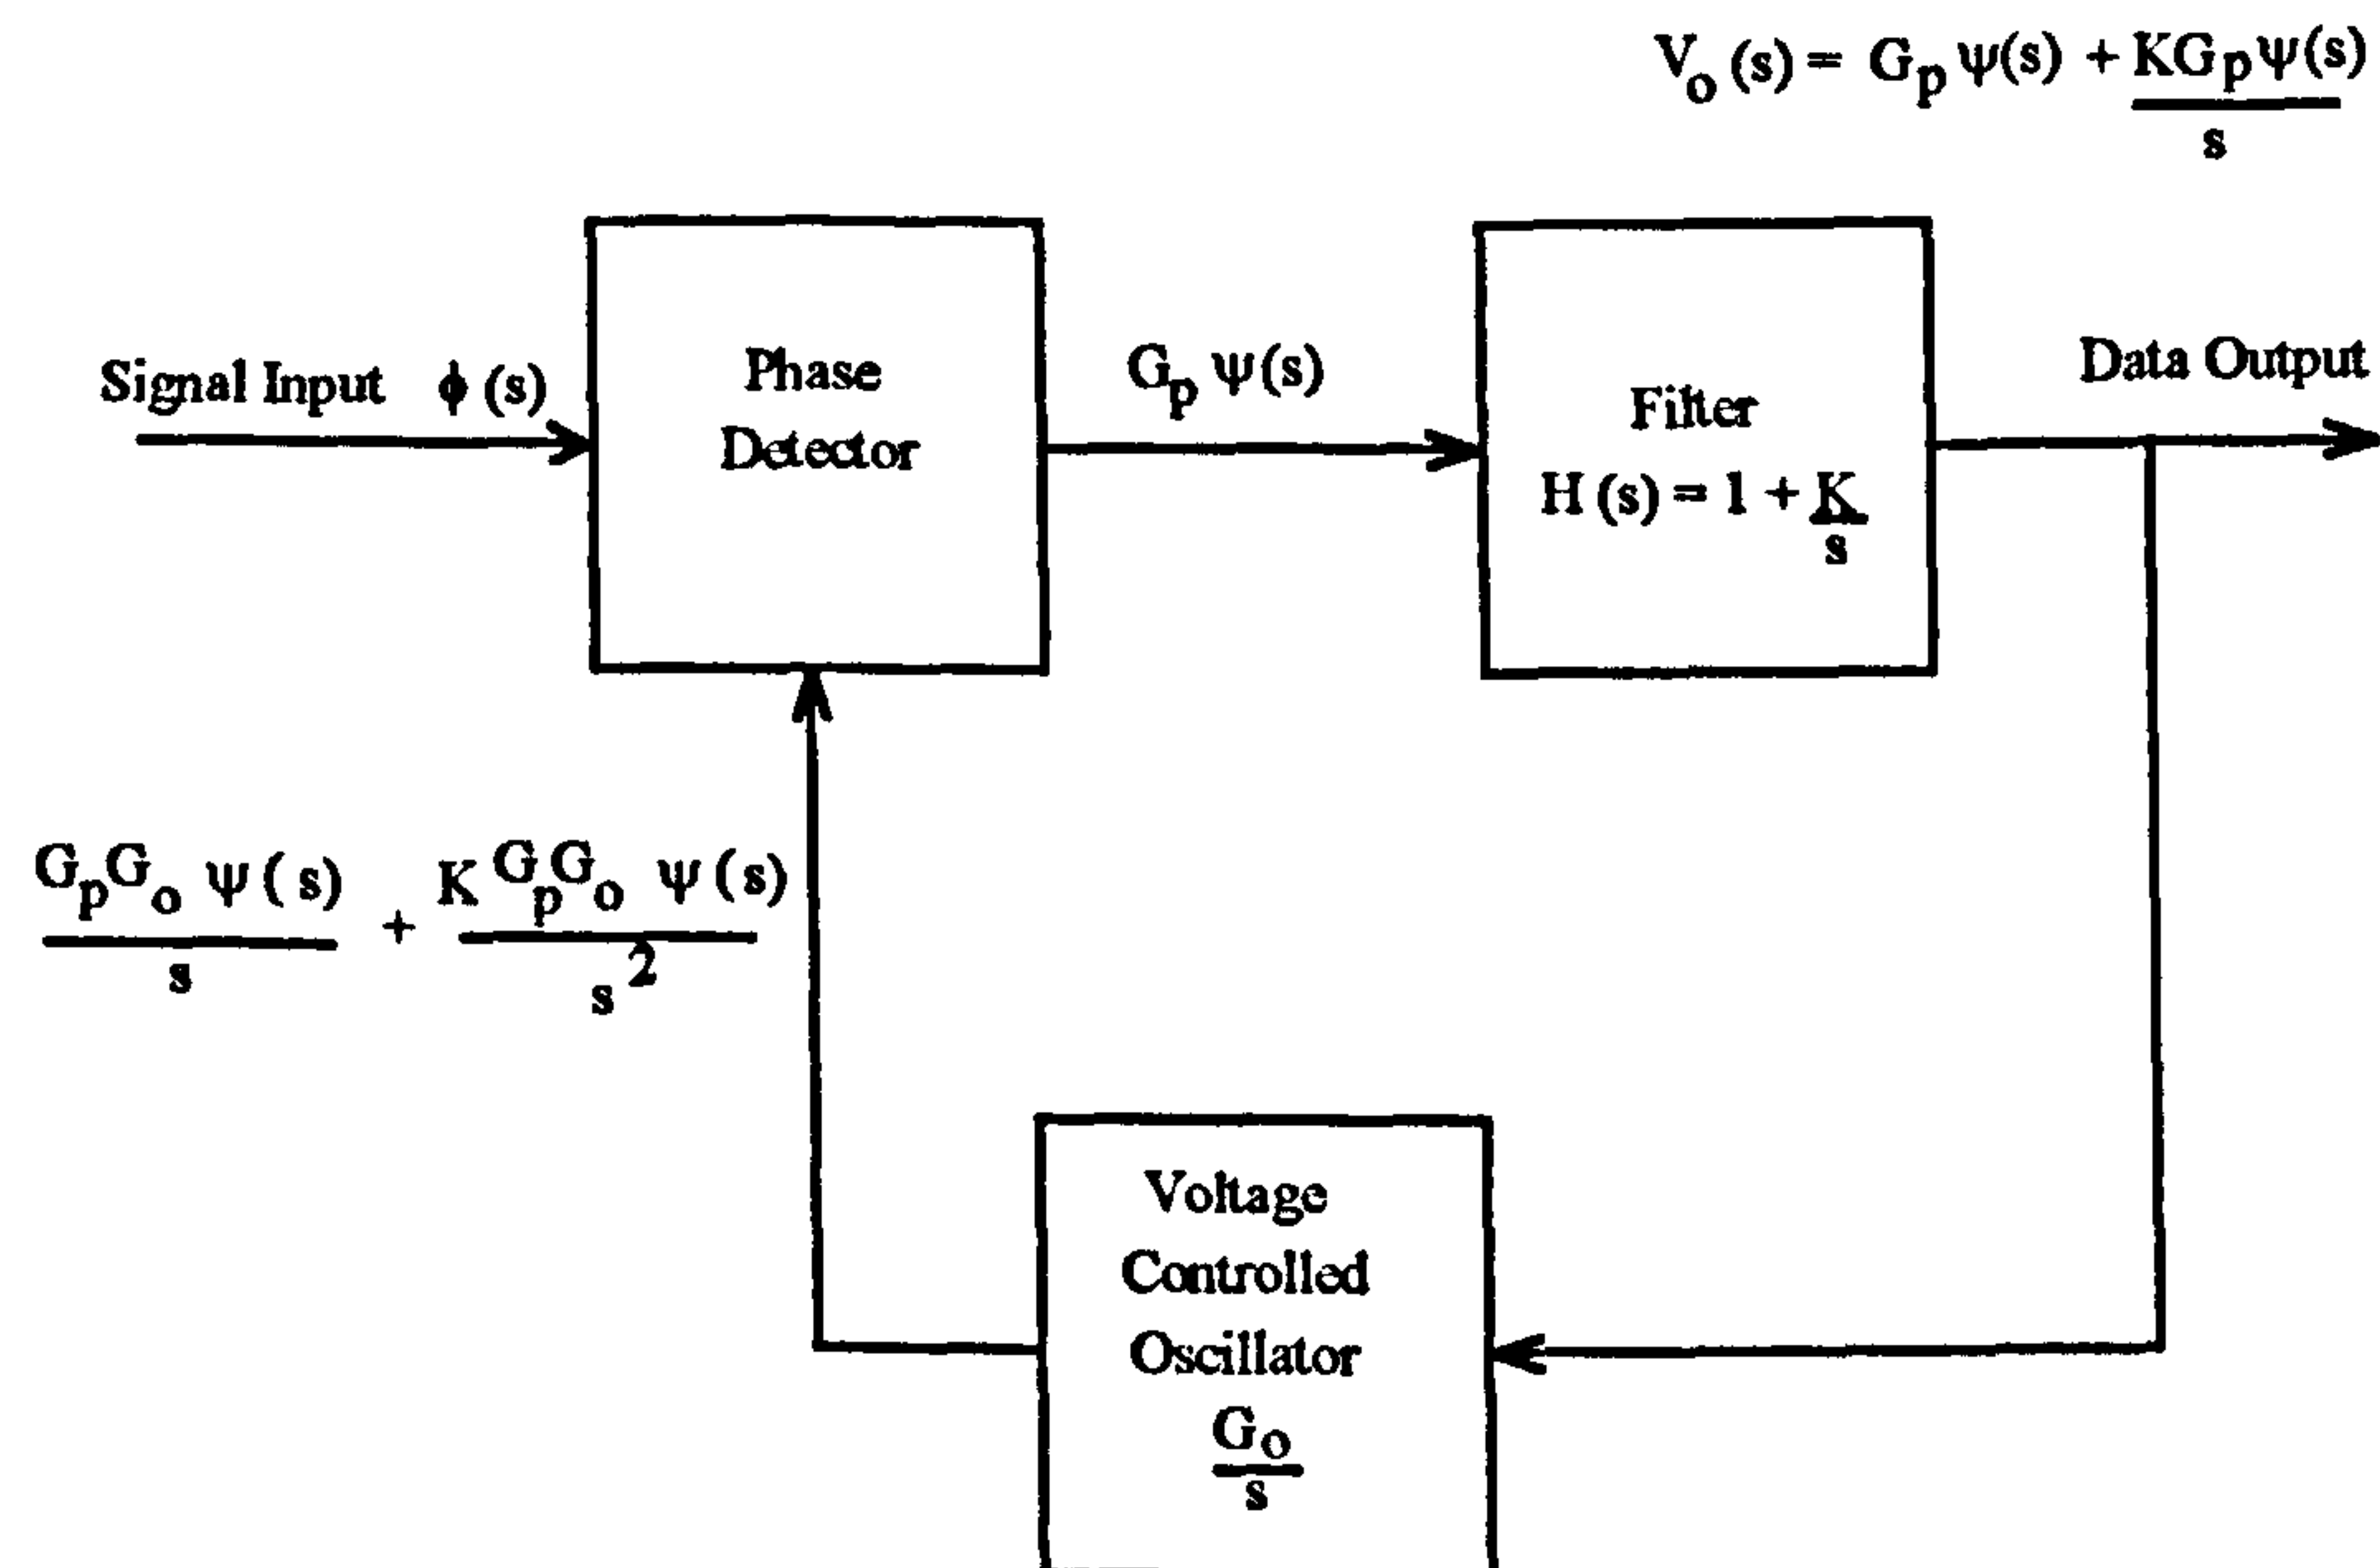 V_o (s) = G_p ψ(s) + KG_p ψ(s)
s
Signal Input ϕ (s)
Phase
Detector
G_p ψ(s)
Filter
H (s) = 1 + K
s
Data Output
G_pG_o ψ ( s) + K G_pG_o ψ ( s)
s s^2
Voltage
Controlled
Oscillator
G_o
s